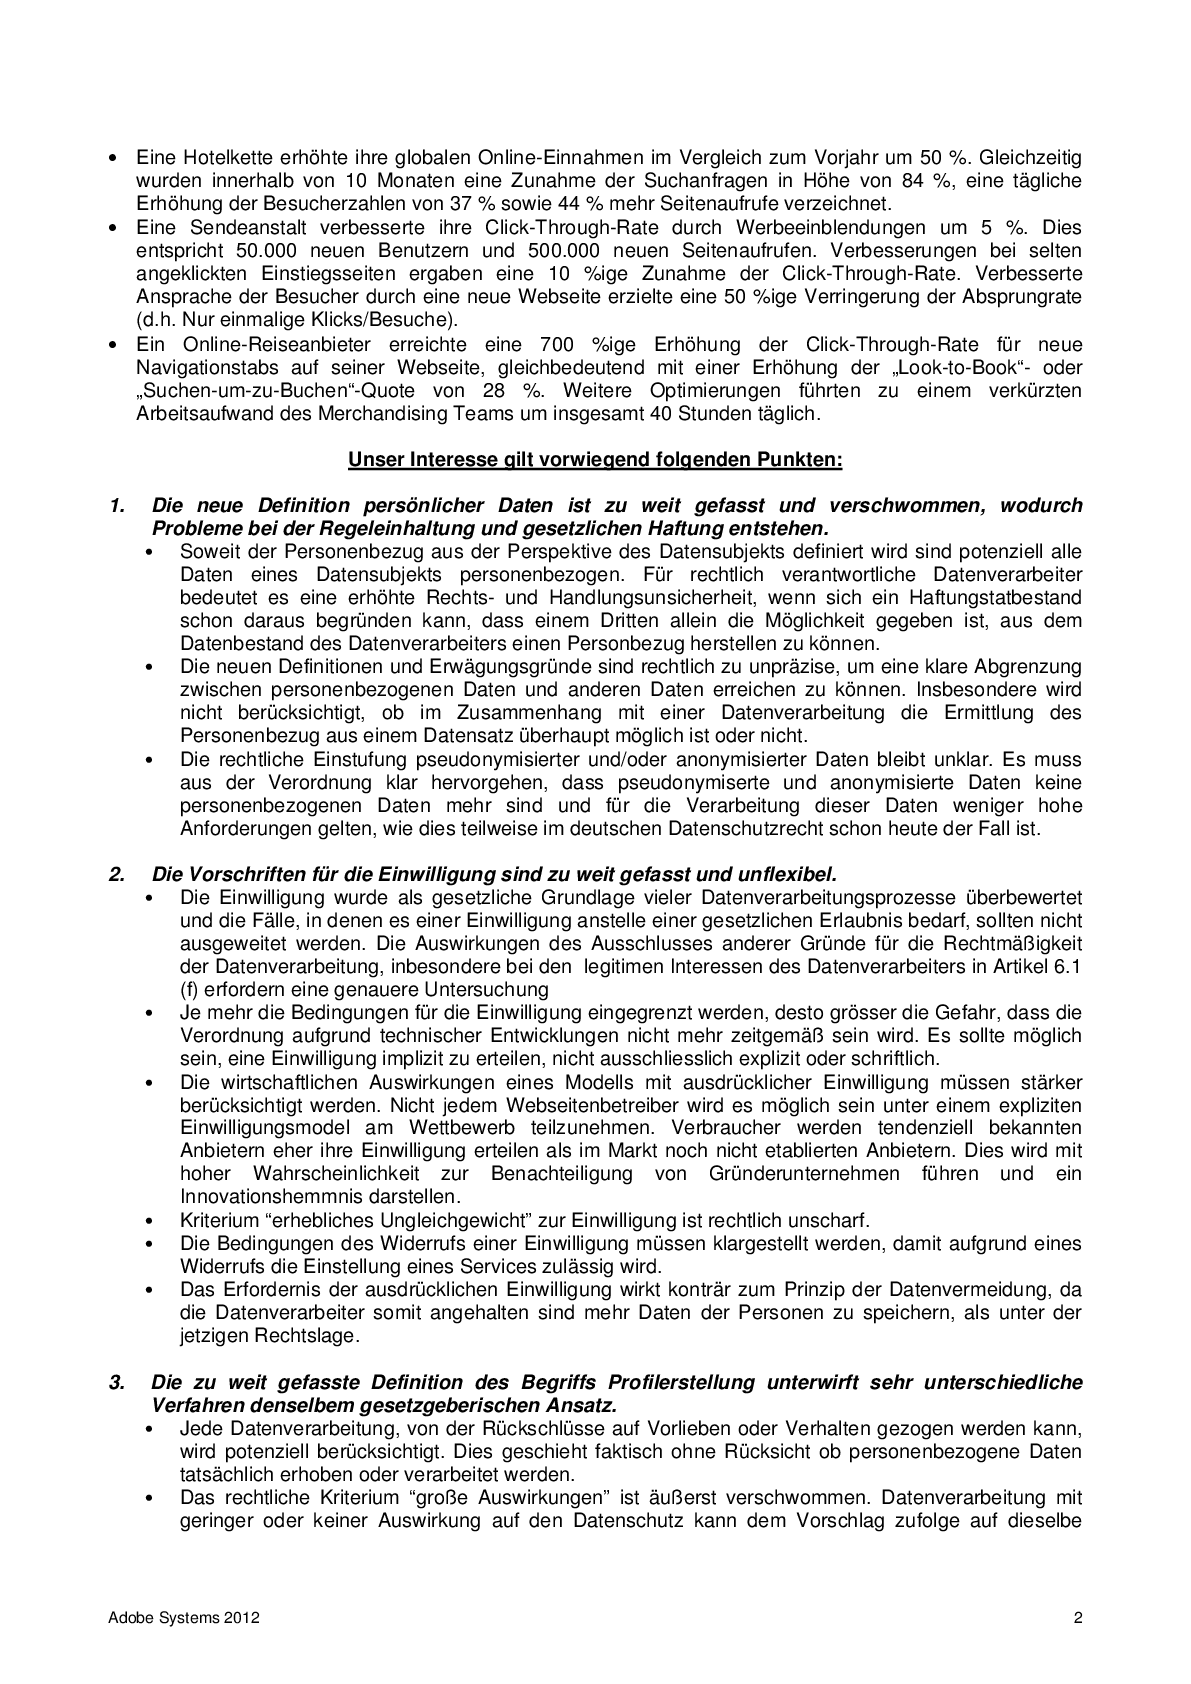 • Eine Hotelkette erhöhte ihre globalen Online-Einnahmen im Vergleich zum Vorjahr um 50 %. Gleichzeitig
wurden innerhalb von 10 Monaten eine Zunahme der Suchanfragen in Höhe von 84 %, eine tägliche
Erhöhung der Besucherzahlen von 37 % sowie 44 % mehr Seitenaufrufe verzeichnet.
• Eine Sendeanstalt verbesserte ihre Click-Through-Rate durch Werbeeinblendungen um 5 %. Dies
entspricht 50.000 neuen Benutzern und 500.000 neuen Seitenaufrufen. Verbesserungen bei selten
angeklickten Einstiegsseiten ergaben eine 10 %ige Zunahme der Click-Through-Rate. Verbesserte
Ansprache der Besucher durch eine neue Webseite erzielte eine 50 %ige Verringerung der Absprungrate
(d.h. Nur einmalige Klicks/Besuche).
• Ein Online-Reiseanbieter erreichte eine 700 %ige Erhöhung der Click-Through-Rate für neue
Navigationstabs auf seiner Webseite, gleichbedeutend mit einer Erhöhung der „Look-to-Book“- oder
„Suchen-um-zu-Buchen“-Quote von 28 %. Weitere Optimierungen führten zu einem verkürzten
Arbeitsaufwand des Merchandising Teams um insgesamt 40 Stunden täglich.
Unser Interesse gilt vorwiegend folgenden Punkten:
1. Die neue Definition persönlicher Daten ist zu weit gefasst und verschwommen, wodurch
Probleme bei der Regeleinhaltung und gesetzlichen Haftung entstehen.
• Soweit der Personenbezug aus der Perspektive des Datensubjekts definiert wird sind potenziell alle
Daten eines Datensubjekts personenbezogen. Für rechtlich verantwortliche Datenverarbeiter
bedeutet es eine erhöhte Rechts- und Handlungsunsicherheit, wenn sich ein Haftungstatbestand
schon daraus begründen kann, dass einem Dritten allein die Möglichkeit gegeben ist, aus dem
Datenbestand des Datenverarbeiters einen Personbezug herstellen zu können.
• Die neuen Definitionen und Erwägungsgründe sind rechtlich zu unpräzise, um eine klare Abgrenzung
zwischen personenbezogenen Daten und anderen Daten erreichen zu können. Insbesondere wird
nicht berücksichtigt, ob im Zusammenhang mit einer Datenverarbeitung die Ermittlung des
Personenbezug aus einem Datensatz überhaupt möglich ist oder nicht.
• Die rechtliche Einstufung pseudonymisierter und/oder anonymisierter Daten bleibt unklar. Es muss
aus der Verordnung klar hervorgehen, dass pseudonymiserte und anonymisierte Daten keine
personenbezogenen Daten mehr sind und für die Verarbeitung dieser Daten weniger hohe
Anforderungen gelten, wie dies teilweise im deutschen Datenschutzrecht schon heute der Fall ist.
2. Die Vorschriften für die Einwilligung sind zu weit gefasst und unflexibel.
• Die Einwilligung wurde als gesetzliche Grundlage vieler Datenverarbeitungsprozesse überbewertet
und die Fälle, in denen es einer Einwilligung anstelle einer gesetzlichen Erlaubnis bedarf, sollten nicht
ausgeweitet werden. Die Auswirkungen des Ausschlusses anderer Gründe für die Rechtmäßigkeit
der Datenverarbeitung, inbesondere bei den legitimen Interessen des Datenverarbeiters in Artikel 6.1
(f) erfordern eine genauere Untersuchung
• Je mehr die Bedingungen für die Einwilligung eingegrenzt werden, desto grösser die Gefahr, dass die
Verordnung aufgrund technischer Entwicklungen nicht mehr zeitgemäß sein wird. Es sollte möglich
sein, eine Einwilligung implizit zu erteilen, nicht ausschliesslich explizit oder schriftlich.
• Die wirtschaftlichen Auswirkungen eines Modells mit ausdrücklicher Einwilligung müssen stärker
berücksichtigt werden. Nicht jedem Webseitenbetreiber wird es möglich sein unter einem expliziten
Einwilligungsmodel am Wettbewerb teilzunehmen. Verbraucher werden tendenziell bekannten
Anbietern eher ihre Einwilligung erteilen als im Markt noch nicht etablierten Anbietern. Dies wird mit
hoher Wahrscheinlichkeit zur Benachteiligung von Gründerunternehmen führen und ein
Innovationshemmnis darstellen.
• Kriterium “erhebliches Ungleichgewicht” zur Einwilligung ist rechtlich unscharf.
• Die Bedingungen des Widerrufs einer Einwilligung müssen klargestellt werden, damit aufgrund eines
Widerrufs die Einstellung eines Services zulässig wird.
• Das Erfordernis der ausdrücklichen Einwilligung wirkt konträr zum Prinzip der Datenvermeidung, da
die Datenverarbeiter somit angehalten sind mehr Daten der Personen zu speichern, als unter der
jetzigen Rechtslage.
3. Die zu weit gefasste Definition des Begriffs Profilerstellung unterwirft sehr unterschiedliche
Verfahren denselbem gesetzgeberischen Ansatz.
• Jede Datenverarbeitung, von der Rückschlüsse auf Vorlieben oder Verhalten gezogen werden kann,
wird potenziell berücksichtigt. Dies geschieht faktisch ohne Rücksicht ob personenbezogene Daten
tatsächlich erhoben oder verarbeitet werden.
• Das rechtliche Kriterium “große Auswirkungen” ist äußerst verschwommen. Datenverarbeitung mit
geringer oder keiner Auswirkung auf den Datenschutz kann dem Vorschlag zufolge auf dieselbe
Adobe Systems 2012 2